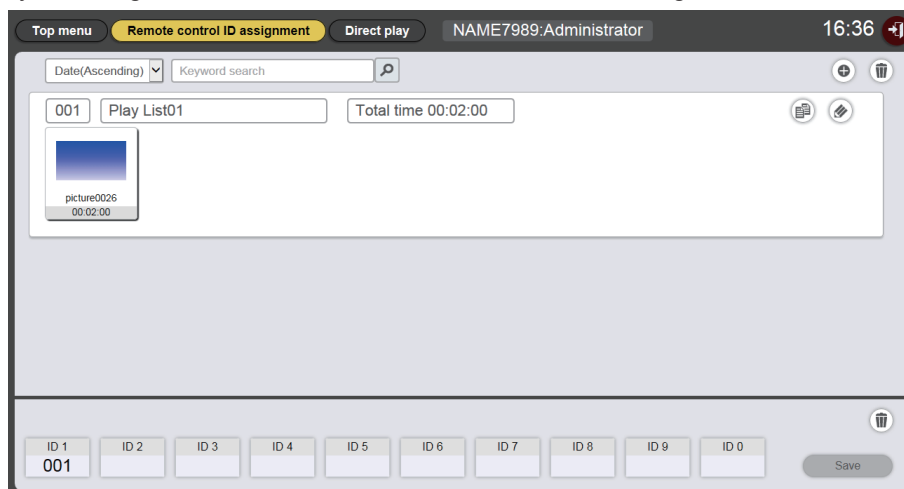 Top menu Remote control ID assignment Direct play NAME7989:Administrator 16:36
Date(Ascending) Keyword search
001 Play List01 Total time 00:02:00
picture0026
00:02:00
ID 1 ID 2 ID 3 ID 4 ID 5 ID 6 ID 7 ID 8 ID 9 ID 0
001
Save